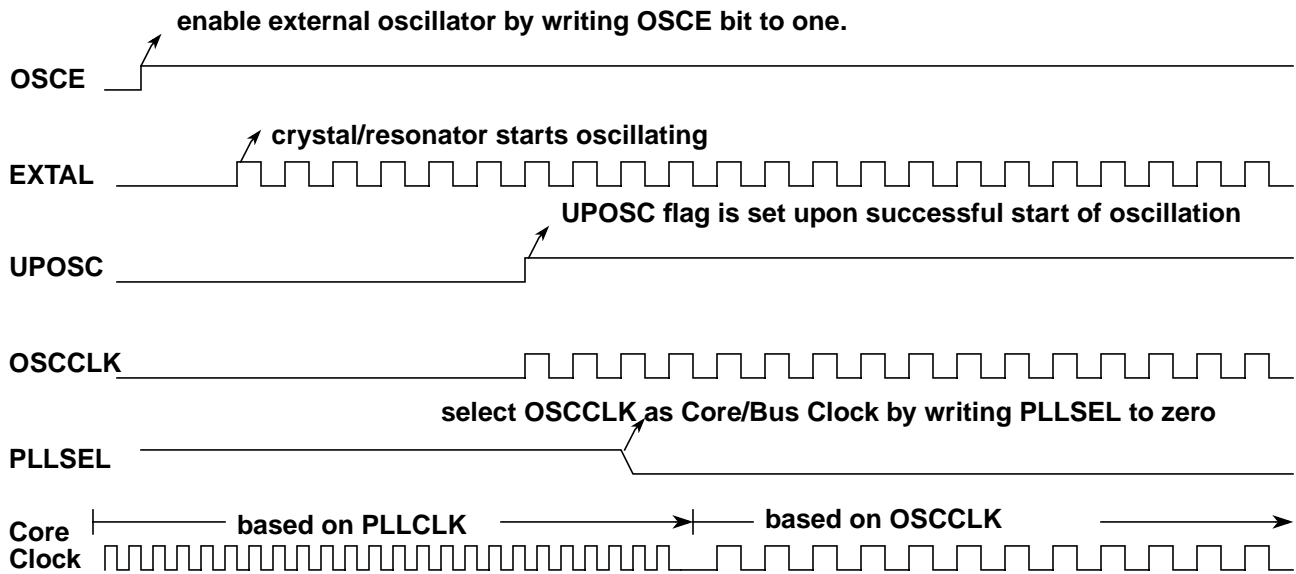 enable external oscillator by writing OSCE bit to one.
OSCE
crystal/resonator starts oscillating
EXTAL
UPOSC flag is set upon successful start of oscillation
UPOSC
OSCCLK
select OSCCLK as Core/Bus Clock by writing PLLSEL to zero
PLLSEL
based on PLLCLK
based on OSCCLK
Core
Clock